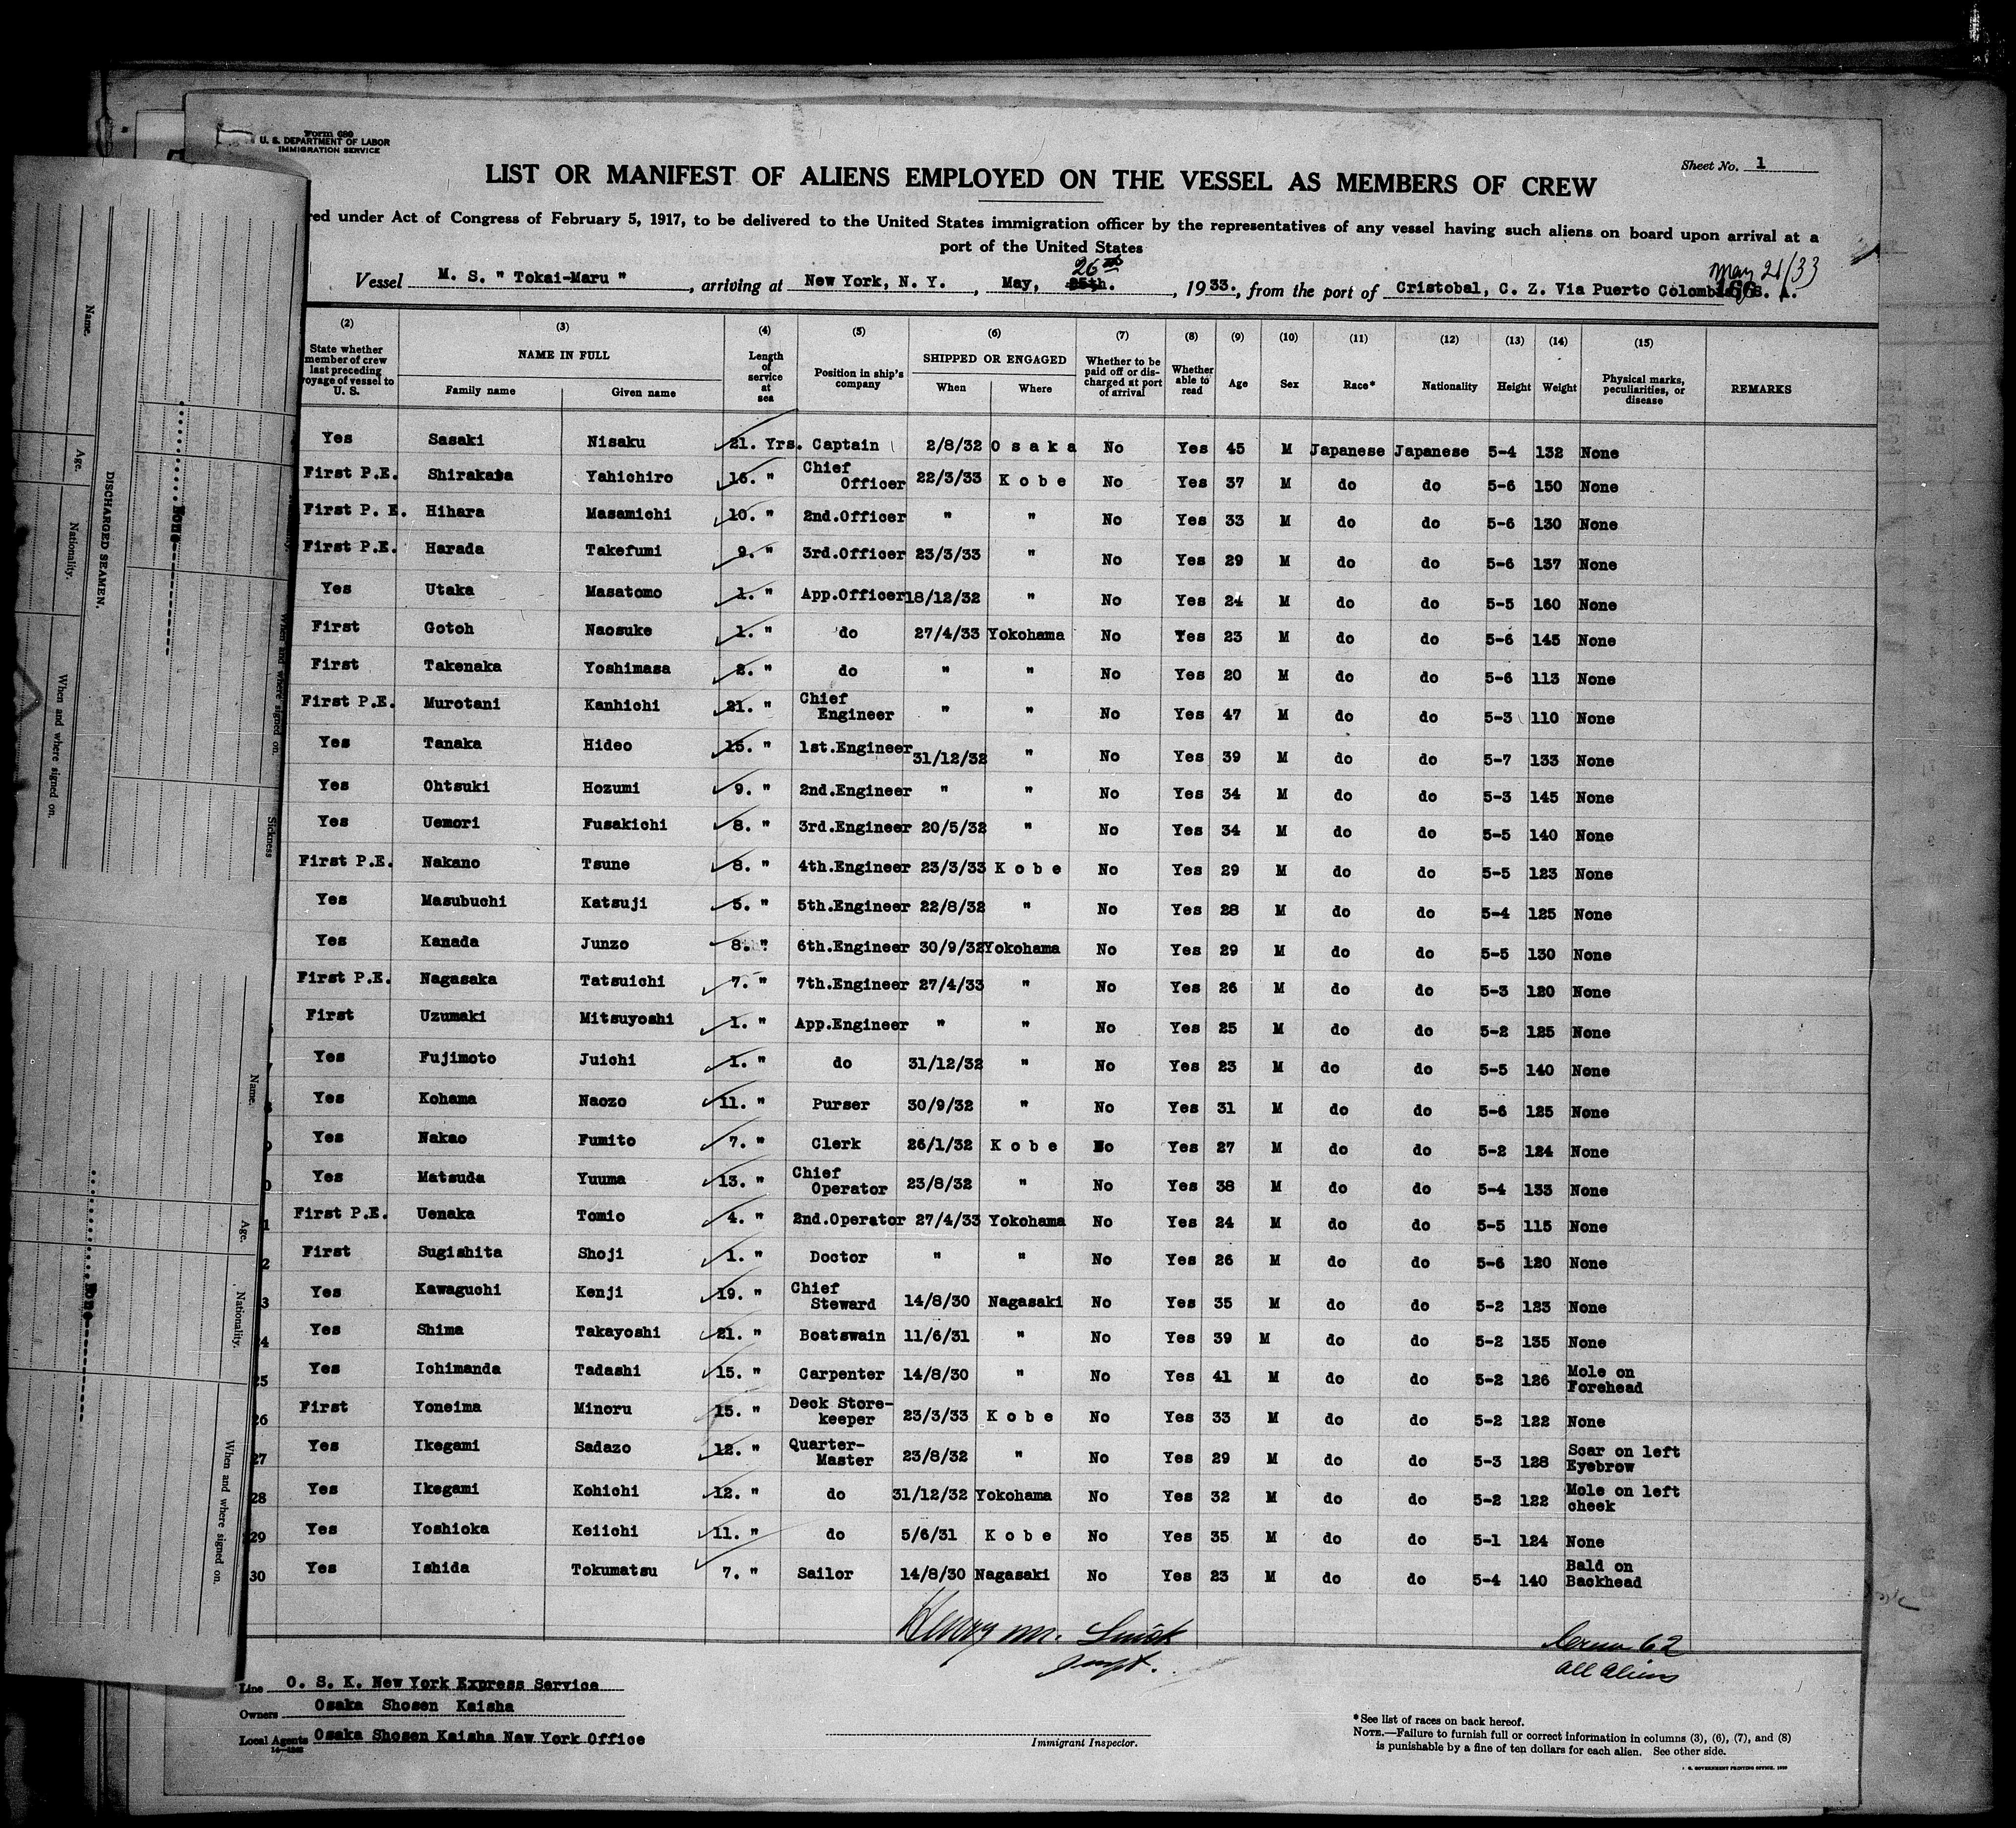 Form 680
U. S. DEPARTMENT OF LABOR
IMMIGRATION SERVICE
Sheet No. 1
LIST OR MANIFEST OF ALIENS EMPLOYED ON THE VESSEL AS MEMBERS OF CREW
red under Act of Congress of February 5, 1917, to be delivered to the United States immigration officer by the representatives of any vessel having such aliens on board upon arrival at a
port of the United States
26th May 21/33
Vessel M. S. " Tokai-Maru ", arriving at New York, N. Y., May, 25th., 1933., from the port of Cristobal, C. Z. Via Puerto Colombia, S. A.
166
(2) (3) (4) (5) (6) (7) (8) (9) (10) (11) (12) (13) (14) (15)
State whether member of crew last preceding voyage of vessel to U. S. NAME IN FULL Family name Given name Length of service at sea Position in ship's company SHIPPED OR ENGAGED When Where Whether to be paid off or discharged at port of arrival Whether able to read Age Sex Race* Nationality Height Weight Physical marks, peculiarities, or disease REMARKS
Yes Sasaki Nisaku 21. Yrs. Captain 2/8/32 O s a k a No Yes 45 M Japanese Japanese 5-4 132 None
First P.E. Shirakata Yahichiro 16. " Chief Officer 22/3/33 K o b e No Yes 37 M do do 5-6 150 None
First P. E. Hihara Masamichi 10. " 2nd.Officer " " No Yes 33 M do do 5-6 130 None
First P.E. Harada Takefumi 9. " 3rd.Officer 23/3/33 " No Yes 29 M do do 5-6 137 None
Yes Utaka Masatomo 1. " App.Officer 18/12/32 " No Yes 24 M do do 5-5 160 None
First Gotoh Naosuke 1. " do 27/4/33 Yokohama No Yes 23 M do do 5-6 145 None
First Takenaka Yoshimasa 2. " do " " No Yes 20 M do do 5-6 113 None
First P.E. Murotani Kanhichi 21. " Chief Engineer " " No Yes 47 M do do 5-3 110 None
Yes Tanaka Hideo 15. " 1st.Engineer 31/12/32 " No Yes 39 M do do 5-7 133 None
Yes Ohtsuki Hozumi 9. " 2nd.Engineer " " No Yes 34 M do do 5-3 145 None
Yes Uemori Fusakichi 8. " 3rd.Engineer 20/5/32 " No Yes 34 M do do 5-5 140 None
First P.E. Nakano Tsune 8. " 4th.Engineer 23/3/33 K o b e No Yes 29 M do do 5-5 123 None
Yes Masubuchi Katsuji 5. " 5th.Engineer 22/8/32 " No Yes 28 M do do 5-4 125 None
Yes Kanada Junzo 8. " 6th.Engineer 30/9/32 Yokohama No Yes 29 M do do 5-5 130 None
First P.E. Nagasaka Tatsuichi 7. " 7th.Engineer 27/4/33 " No Yes 26 M do do 5-3 120 None
First Uzumaki Mitsuyoshi 1. " App.Engineer " " No Yes 25 M do do 5-2 125 None
Yes Fujimoto Juichi 1. " do 31/12/32 " No Yes 23 M do do 5-5 140 None
Yes Kohama Naozo 11. " Purser 30/9/32 " No Yes 31 M do do 5-6 125 None
Yes Nakao Fumito 7. " Clerk 26/1/32 K o b e No Yes 27 M do do 5-2 124 None
Yes Matsuda Yuuma 13. " Chief Operator 23/8/32 " No Yes 38 M do do 5-4 133 None
First P.E. Uenaka Tomio 4. " 2nd.Operator 27/4/33 Yokohama No Yes 24 M do do 5-5 115 None
First Sugishita Shoji 1. " Doctor " " No Yes 26 M do do 5-6 120 None
3 Yes Kawaguchi Kenji 19. " Chief Steward 14/8/30 Nagasaki No Yes 35 M do do 5-2 123 None
4 Yes Shima Takayoshi 21. " Boatswain 11/6/31 " No Yes 39 M do do 5-2 135 None
25 Yes Ichimanda Tadashi 15. " Carpenter 14/8/30 " No Yes 41 M do do 5-2 126 Mole on Forehead
26 First Yoneima Minoru 15. " Deck Store-keeper 23/3/33 K o b e No Yes 33 M do do 5-2 122 None
27 Yes Ikegami Sadazo 12. " Quarter-Master 23/8/32 " No Yes 29 M do do 5-3 128 Scar on left Eyebrow
28 Yes Ikegami Kohichi 12. " do 31/12/32 Yokohama No Yes 32 M do do 5-2 122 Mole on left cheek
29 Yes Yoshioka Keiichi 11. " do 5/6/31 K o b e No Yes 35 M do do 5-1 124 None
30 Yes Ishida Tokumatsu 7. " Sailor 14/8/30 Nagasaki No Yes 23 M do do 5-4 140 Bald on Backhead
Henry M.
Inspt.
Crew 62
all aliens
Line O. S. K. New York Express Service
Owners Osaka Shosen Kaisha
Local Agents Osaka Shosen Kaisha New York Office
Immigrant Inspector.
*See list of races on back hereof.
NOTE.—Failure to furnish full or correct information in columns (3), (6), (7), and (8)
is punishable by a fine of ten dollars for each alien. See other side.
DISCHARGED SEAMEN.
Name.
Age.
Nationality.
When and where signed on.
None
When and where signed on.
Sickness
Name.
Age.
Nationality.
When and where signed on.
None